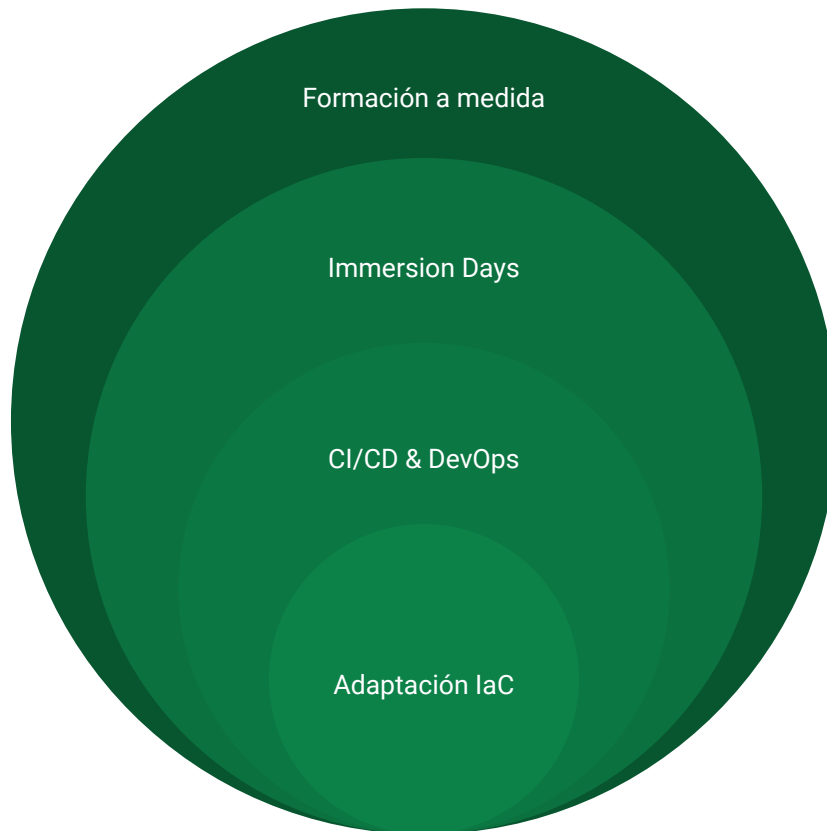 Formación a medida
Immersion Days
CI/CD & DevOps
Adaptación IaC